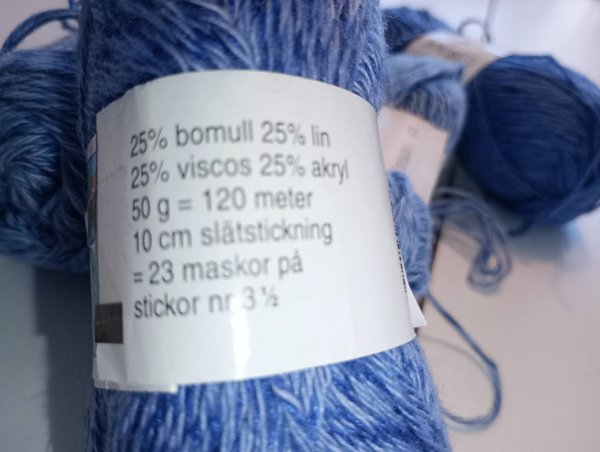 25% bomull 25% lin
25% viscos 25% akryl
50 g = 120 meter
10 cm slätstickning
= 23 maskor på
stickor nr 3 ½